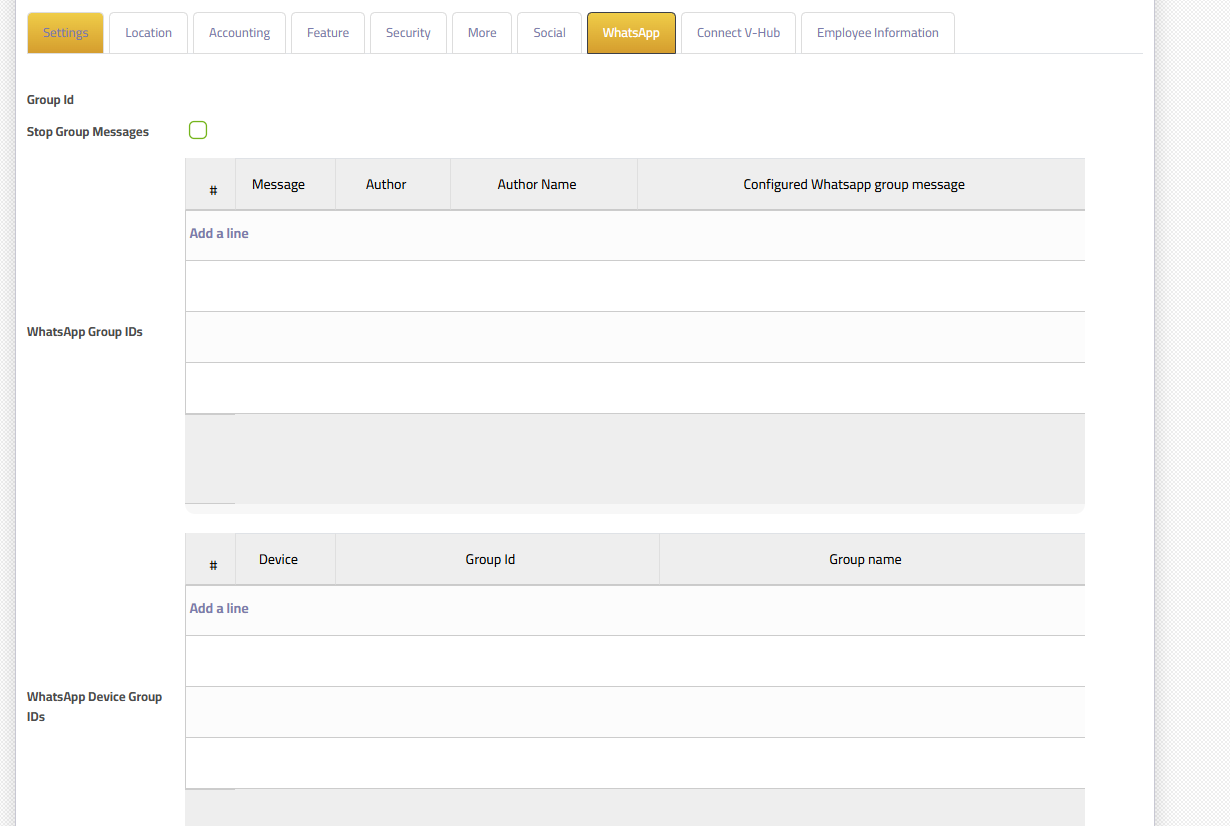 Settings Location Accounting Feature Security More Social WhatsApp Connect V-Hub Employee Information
Group Id
Stop Group Messages
# Message Author Author Name Configured Whatsapp group message
Add a line
WhatsApp Group IDs
# Device Group Id Group name
Add a line
WhatsApp Device Group
IDs